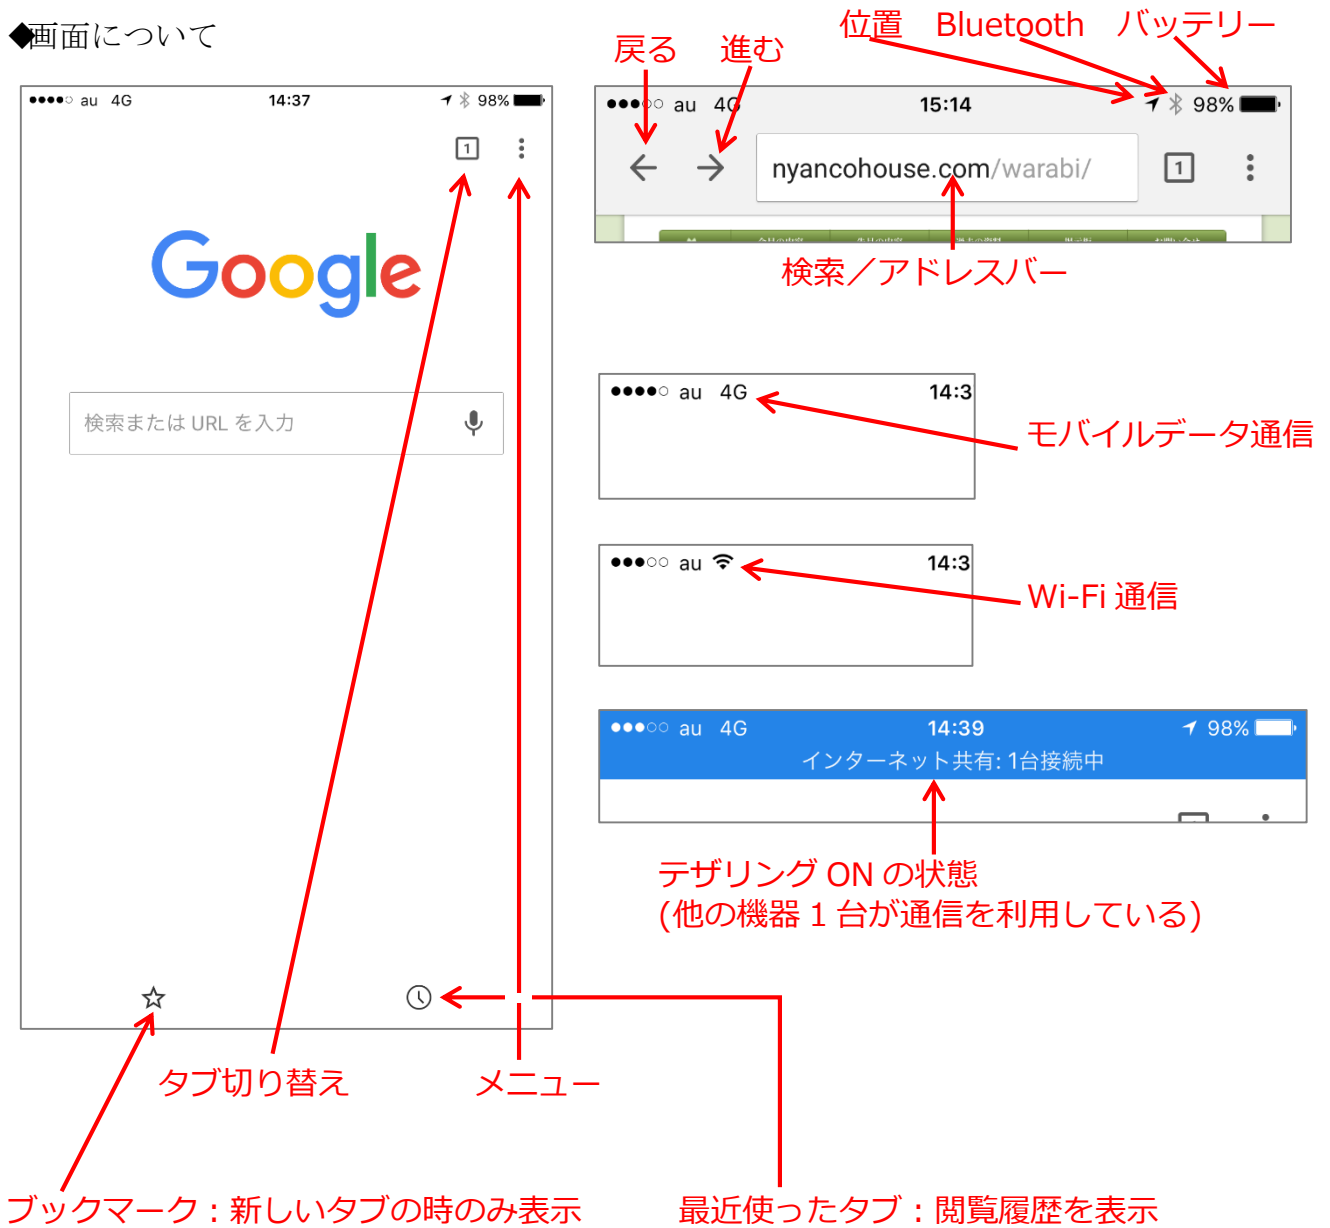 ◆画面について
位置 Bluetooth バッテリー
戻る 進む
●●●●○ au 4G 14:37 98%
1
Google
検索または URL を入力
●●●○○ au 4G 15:14 98%
nyancohouse.com/warabi/ 1
検索／アドレスバー
●●●●○ au 4G 14:3
モバイルデータ通信
●●●○○ au 14:3
Wi-Fi 通信
●●●○○ au 4G 14:39 98%
インターネット共有: 1台接続中
テザリング ON の状態
(他の機器 1 台が通信を利用している)
タブ切り替え メニュー
ブックマーク：新しいタブの時のみ表示 最近使ったタブ：閲覧履歴を表示